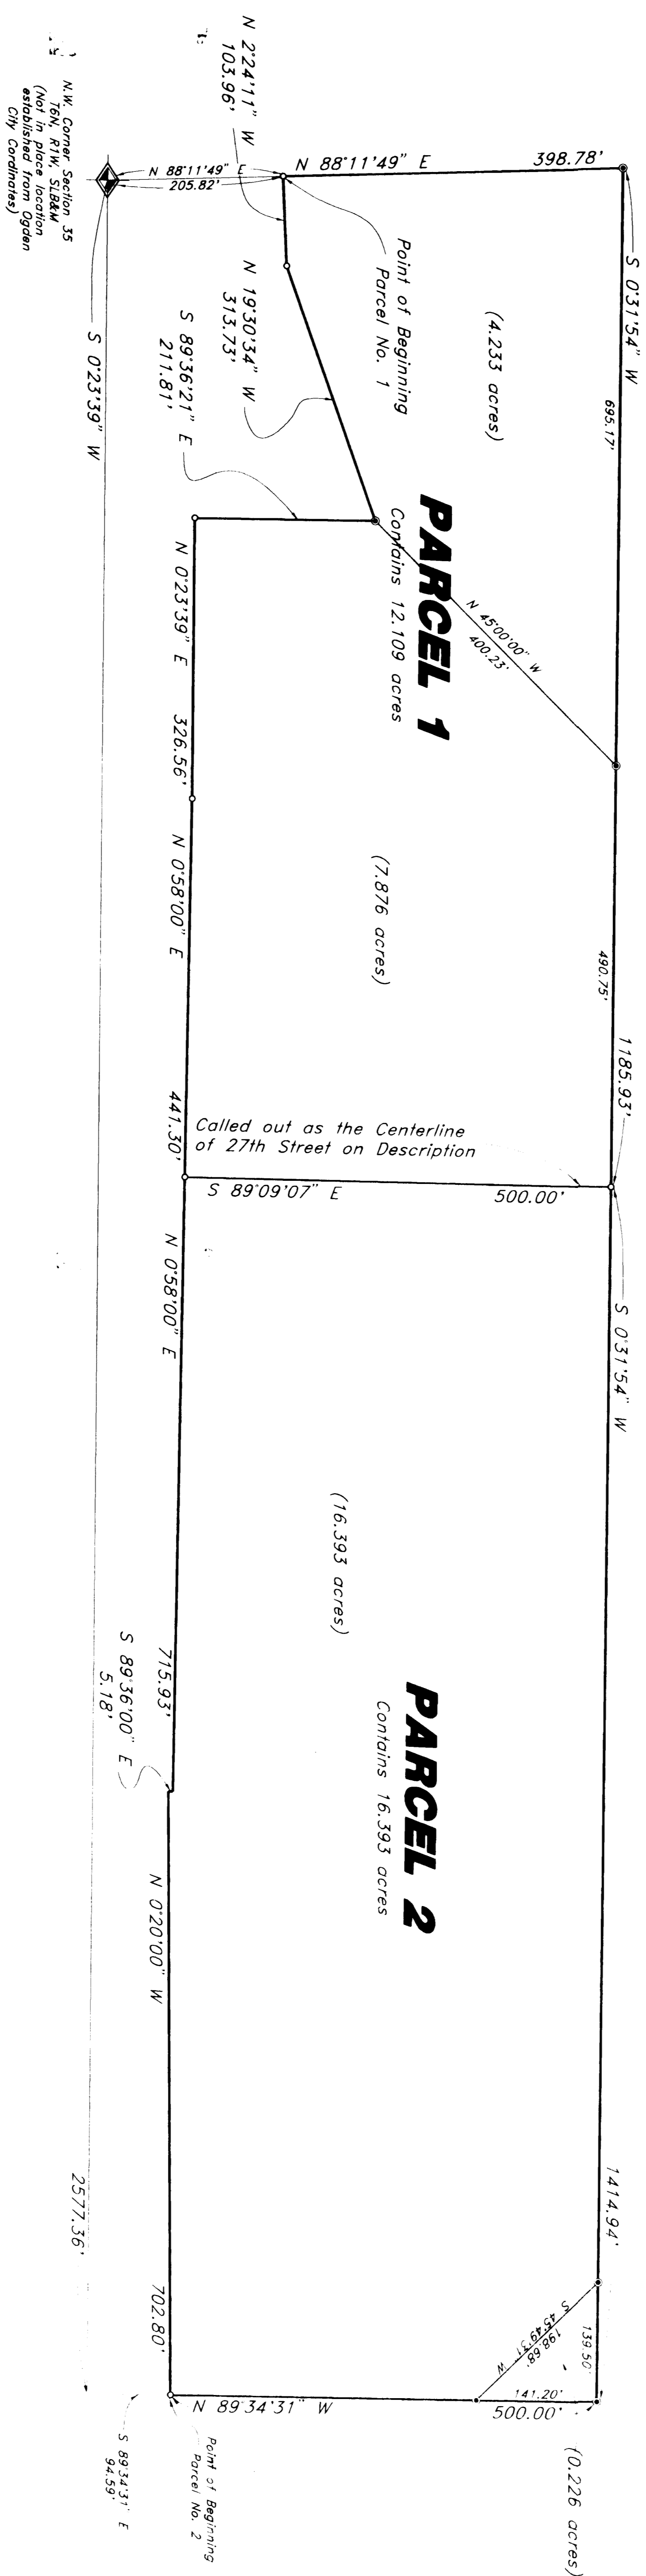 N 2°24'11" W
103.96'
N.W. Corner Section 35
T6N, R1W, SLB&M
(Not in place location
established from Ogden
City Cordinates)
N 88°11'49" E
205.82'
N 88°11'49" E
398.78'
S 0°31'54" W
695.17'
Point of Beginning
Parcel No. 1
(4.233 acres)
N 19°30'34" W
313.73'
S 89°36'21" E
211.81'
S 0°23'39" W
PARCEL 1
Contains 12.109 acres
N 45°00'00" W
400.23'
N 0°23'39" E
326.56'
N 0°58'00" E
441.30'
(7.876 acres)
490.75'
1185.93'
Called out as the Centerline
of 27th Street on Description
S 89°09'07" E
500.00'
S 0°31'54" W
N 0°58'00" E
715.93'
(16.393 acres)
PARCEL 2
Contains 16.393 acres
S 89°36'00" E
5.18'
N 0°20'00" W
702.80'
2577.36'
1414.94'
S 45°49'31" W
198.68'
139.50'
141.20'
N 89°34'31" W
500.00'
(0.226 acres)
Point of Beginning
Parcel No. 2
S 89°34'31" E
94.59'